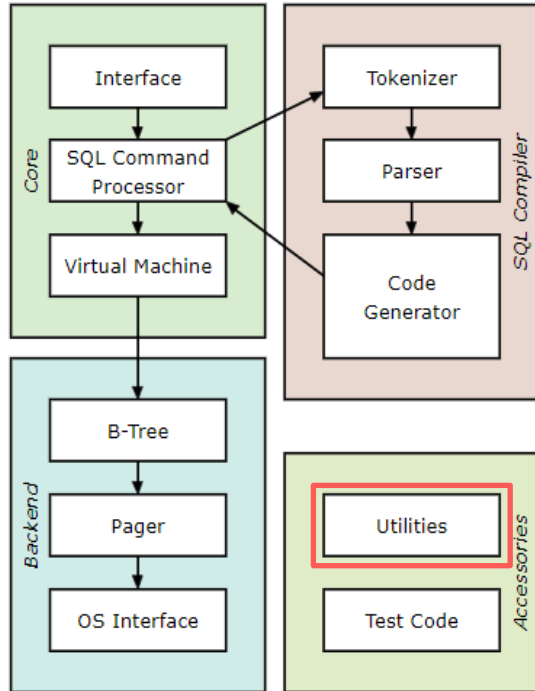 Core
Interface
SQL Command
Processor
Virtual Machine
SQL Compiler
Tokenizer
Parser
Code
Generator
Backend
B-Tree
Pager
OS Interface
Accessories
Utilities
Test Code